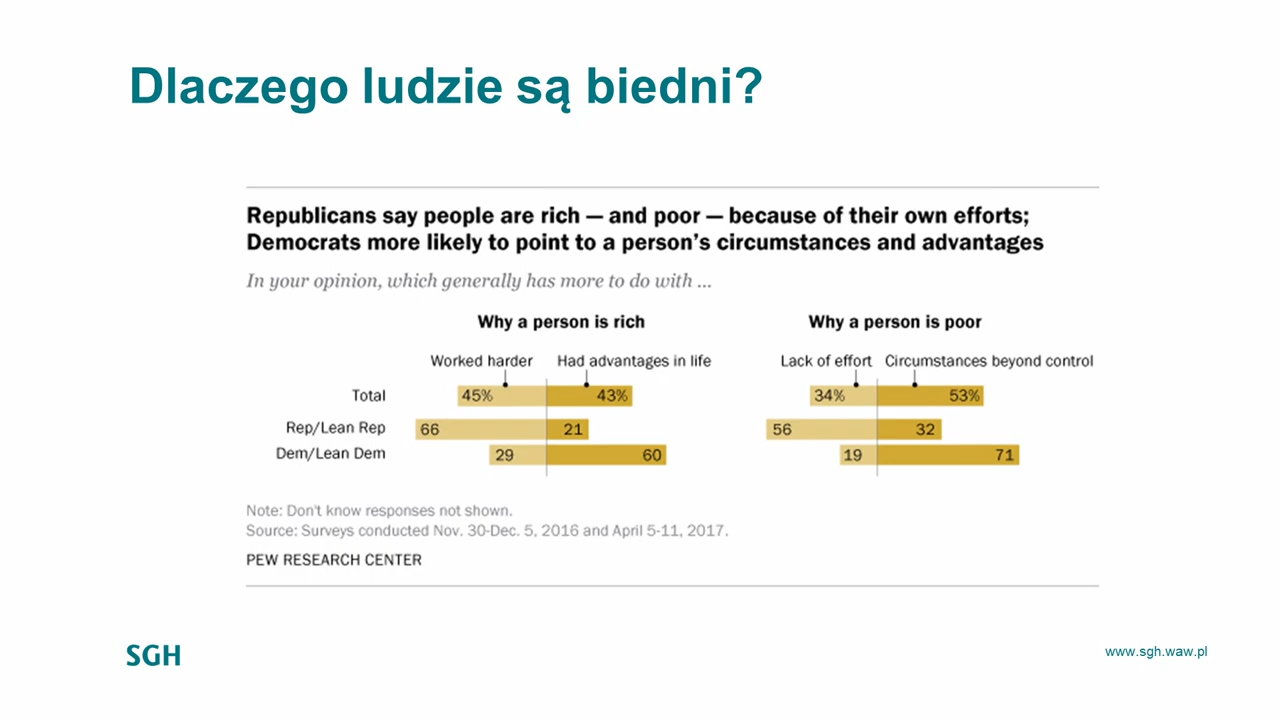 Dlaczego ludzie są biedni?
Republicans say people are rich — and poor — because of their own efforts;
Democrats more likely to point to a person's circumstances and advantages
In your opinion, which generally has more to do with ...
Why a person is rich
Why a person is poor
Worked harder Had advantages in life
Lack of effort Circumstances beyond control
Total 45% 43% 34% 53%
Rep/Lean Rep 66 21 56 32
Dem/Lean Dem 29 60 19 71
Note: Don't know responses not shown.
Source: Surveys conducted Nov. 30-Dec. 5, 2016 and April 5-11, 2017.
PEW RESEARCH CENTER
SGH
www.sgh.waw.pl